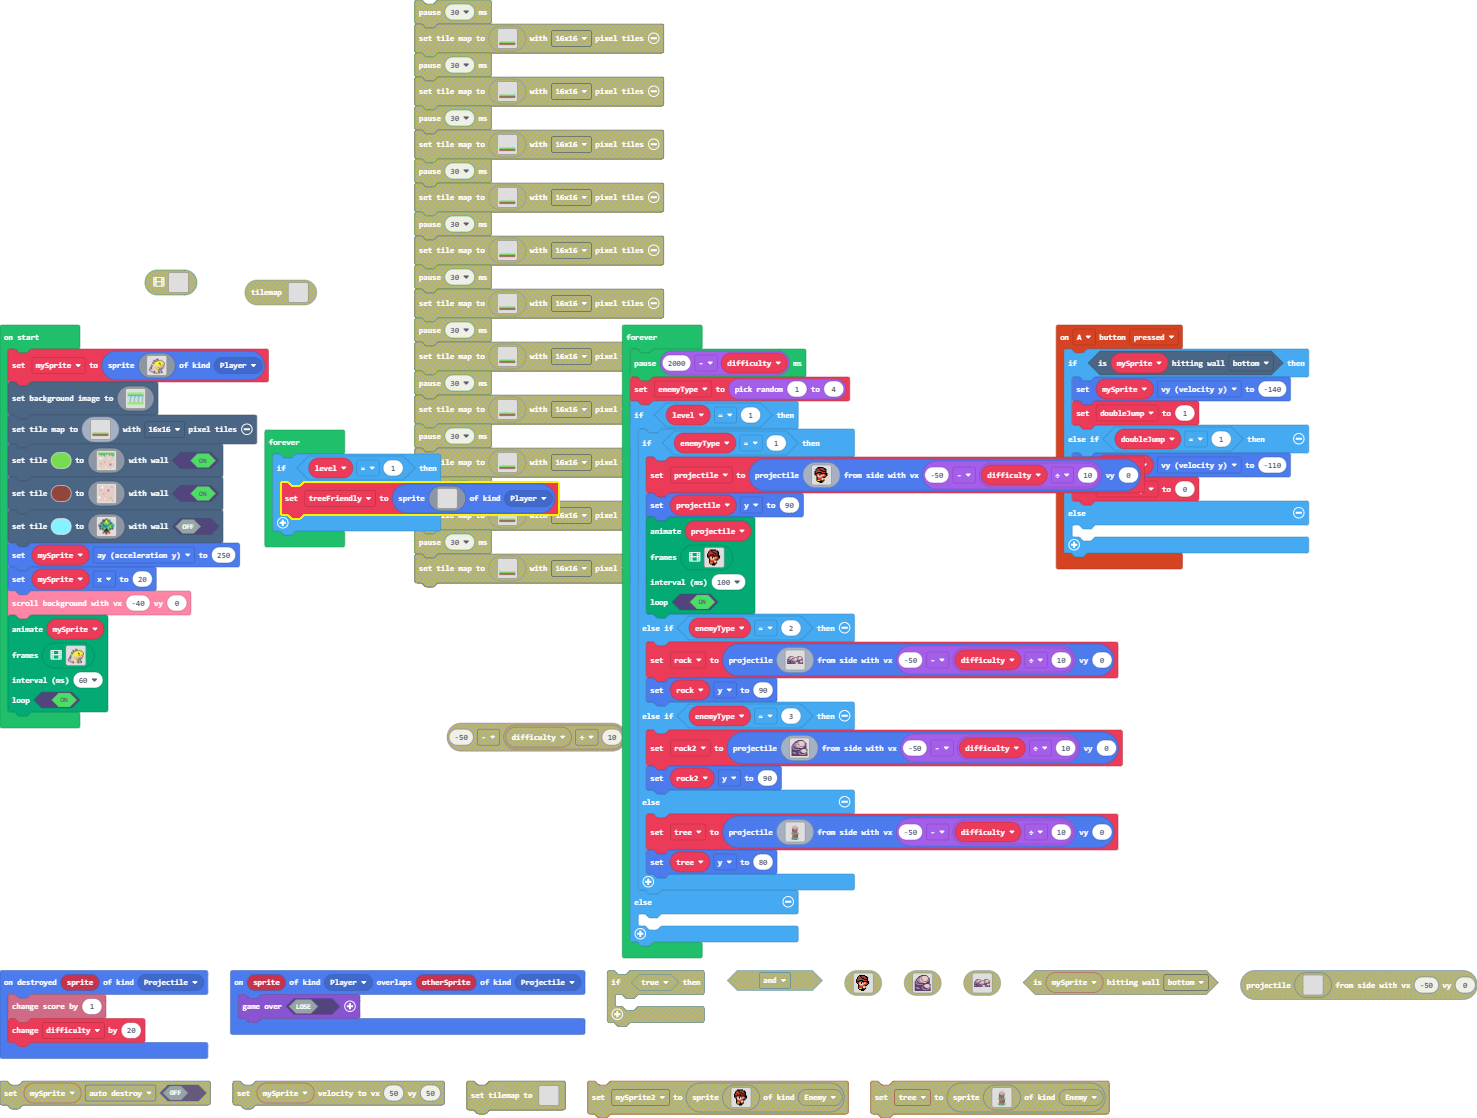 pause 30 ms
set tile map to with 16x16 pixel tiles
pause 30 ms
set tile map to with 16x16 pixel tiles
pause 30 ms
set tile map to with 16x16 pixel tiles
pause 30 ms
set tile map to with 16x16 pixel tiles
pause 30 ms
set tile map to with 16x16 pixel tiles
pause 30 ms
set tile map to with 16x16 pixel tiles
pause 30 ms
set tile map to with 16x16 pixel tiles
pause 30 ms
set tile map to with 16x16 pixel tiles
pause 30 ms
set tile map to with 16x16 pixel tiles
pause 30 ms
16x16 pixel
pause 30 ms
set tile map to with 16x16 pixel
tilemap
on start
set mySprite to sprite of kind Player
set background image to
set tile map to with 16x16 pixel tiles
set tile to with wall ON
set tile to with wall ON
set tile to with wall OFF
set mySprite ay (acceleration y) to 250
set mySprite x to 20
scroll background with vx -40 vy 0
animate mySprite
frames
interval (ms) 60
loop ON
forever
if level = 1 then
set treeFriendly to sprite of kind Player
-50 - difficulty ÷ 10
forever
pause 2000 - difficulty ms
set enemyType to pick random 1 to 4
if level = 1 then
if enemyType = 1 then
set projectile to projectile from side with vx -50 - difficulty ÷ 10 vy 0
set projectile y to 90
animate projectile
frames
interval (ms) 100
loop ON
else if enemyType = 2 then
set rock to projectile from side with vx -50 - difficulty ÷ 10 vy 0
set rock y to 90
else if enemyType = 3 then
set rock2 to projectile from side with vx -50 - difficulty ÷ 10 vy 0
set rock2 y to 90
else
set tree to projectile from side with vx -50 - difficulty ÷ 10 vy 0
set tree y to 80
else
on A button pressed
if is mySprite hitting wall bottom then
set mySprite vy (velocity y) to -140
set doubleJump to 1
else if doubleJump = 1 then
vy (velocity y) to -110
to 0
else
on destroyed sprite of kind Projectile
change score by 1
change difficulty by 20
on sprite of kind Player overlaps otherSprite of kind Projectile
game over LOSE
if true then
and
is mySprite hitting wall bottom
projectile from side with vx -50 vy 0
set mySprite auto destroy OFF
set mySprite velocity to vx 50 vy 50
set tilemap to
set mySprite2 to sprite of kind Enemy
set tree to sprite of kind Enemy